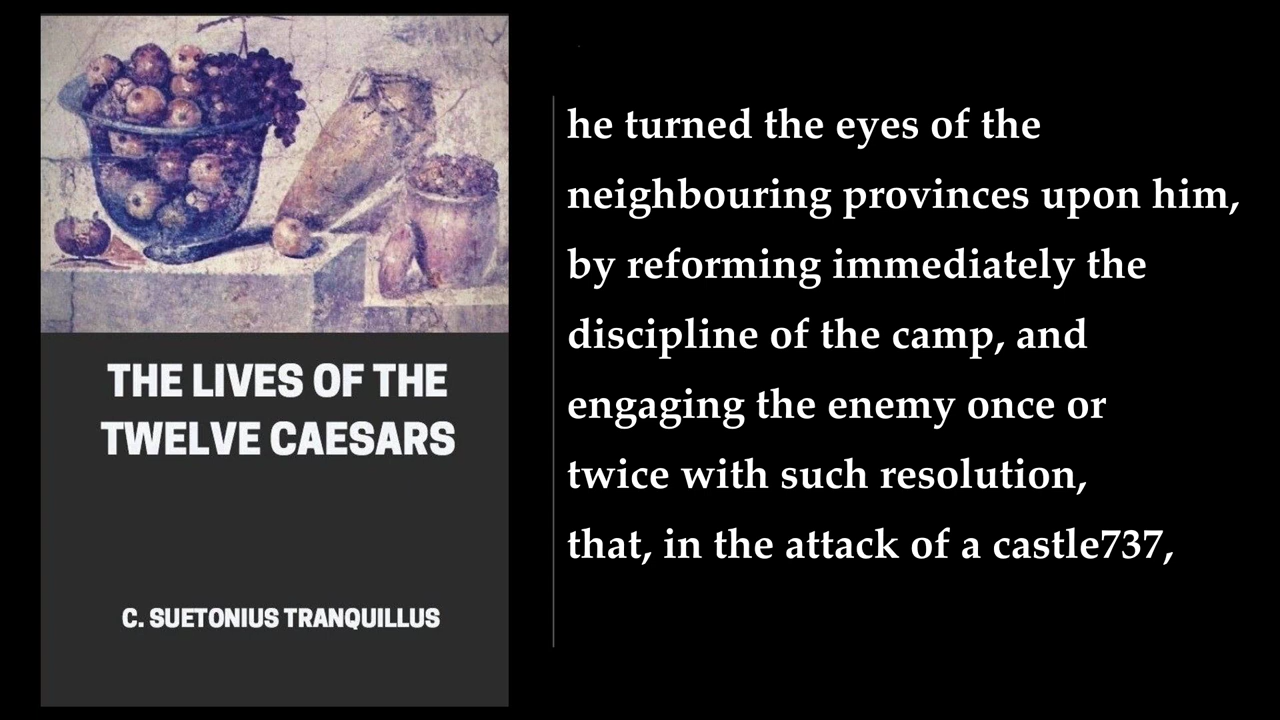 THE LIVES OF THE
TWELVE CAESARS
C. SUETONIUS TRANQUILLUS
he turned the eyes of the
neighbouring provinces upon him,
by reforming immediately the
discipline of the camp, and
engaging the enemy once or
twice with such resolution,
that, in the attack of a castle737,